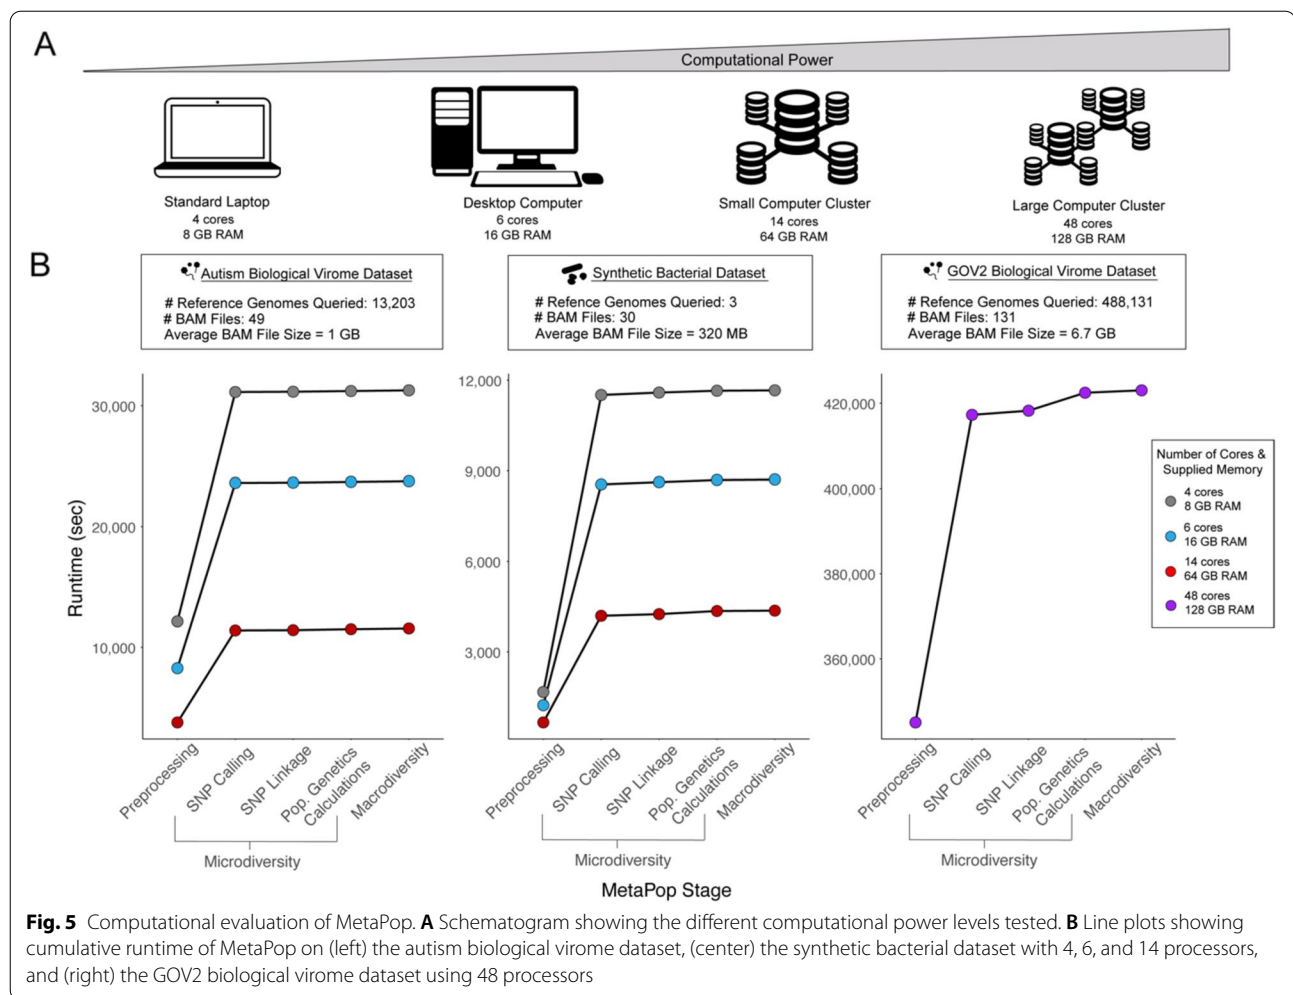 A
Computational Power
Standard Laptop
4 cores
8 GB RAM
Desktop Computer
6 cores
16 GB RAM
Small Computer Cluster
14 cores
64 GB RAM
Large Computer Cluster
48 cores
128 GB RAM
B
Autism Biological Virome Dataset
# Reference Genomes Queried: 13,203
# BAM Files: 49
Average BAM File Size = 1 GB
Synthetic Bacterial Dataset
# Refence Genomes Queried: 3
# BAM Files: 30
Average BAM File Size = 320 MB
GOV2 Biological Virome Dataset
# Reference Genomes Queried: 488,131
# BAM Files: 131
Average BAM File Size = 6.7 GB
Runtime (sec)
30,000
20,000
10,000
Preprocessing
SNP Calling
SNP Linkage
Pop. Genetics
Calculations
Macrodiversity
Microdiversity
12,000
9,000
6,000
3,000
Preprocessing
SNP Calling
SNP Linkage
Pop. Genetics
Calculations
Macrodiversity
Microdiversity
420,000
400,000
380,000
360,000
Preprocessing
SNP Calling
SNP Linkage
Pop. Genetics
Calculations
Macrodiversity
Microdiversity
Number of Cores &
Supplied Memory
4 cores
8 GB RAM
6 cores
16 GB RAM
14 cores
64 GB RAM
48 cores
128 GB RAM
MetaPop Stage
Fig. 5 Computational evaluation of MetaPop. A Schematogram showing the different computational power levels tested. B Line plots showing
cumulative runtime of MetaPop on (left) the autism biological virome dataset, (center) the synthetic bacterial dataset with 4, 6, and 14 processors,
and (right) the GOV2 biological virome dataset using 48 processors